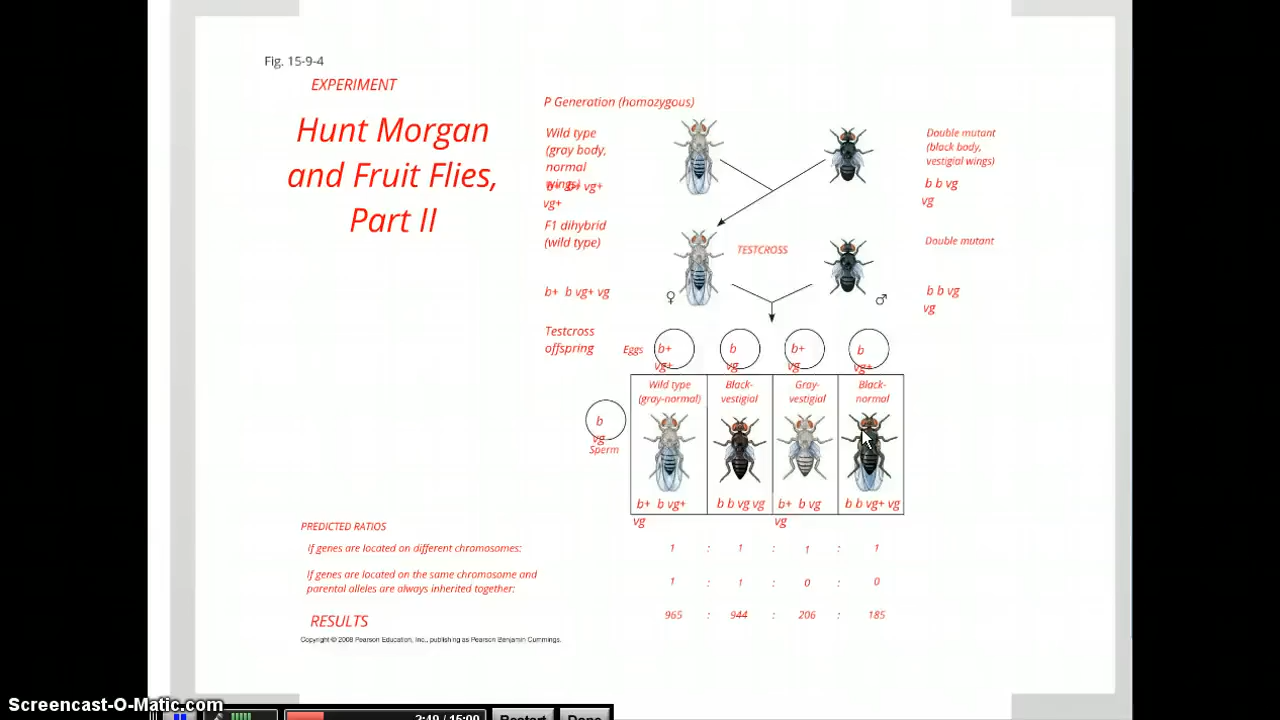 Fig. 15-9-4
EXPERIMENT
Hunt Morgan
and Fruit Flies,
Part II
P Generation (homozygous)
Wild type
(gray body,
normal
wings)
b+ b+ vg+
vg+
Double mutant
(black body,
vestigial wings)
b b vg
vg
F1 dihybrid
(wild type)
TESTCROSS
Double mutant
♀
♂
b+ b vg+ vg
b b vg
vg
Testcross
offspring
Eggs
b+
vg+
b
vg
b+
vg
b
vg+
Wild type
(gray-normal)
Black-
vestigial
Gray-
vestigial
Black-
normal
b
vg
Sperm
b+ b vg+
vg
b b vg vg
b+ b vg
vg
b b vg+ vg
PREDICTED RATIOS
If genes are located on different chromosomes:
1 : 1 : 1 : 1
If genes are located on the same chromosome and
parental alleles are always inherited together:
1 : 1 : 0 : 0
RESULTS
965 : 944 : 206 : 185
Copyright © 2008 Pearson Education, Inc., publishing as Pearson Benjamin Cummings.
Screencast-O-Matic.com
2:49 / 15:00
Restart
Done